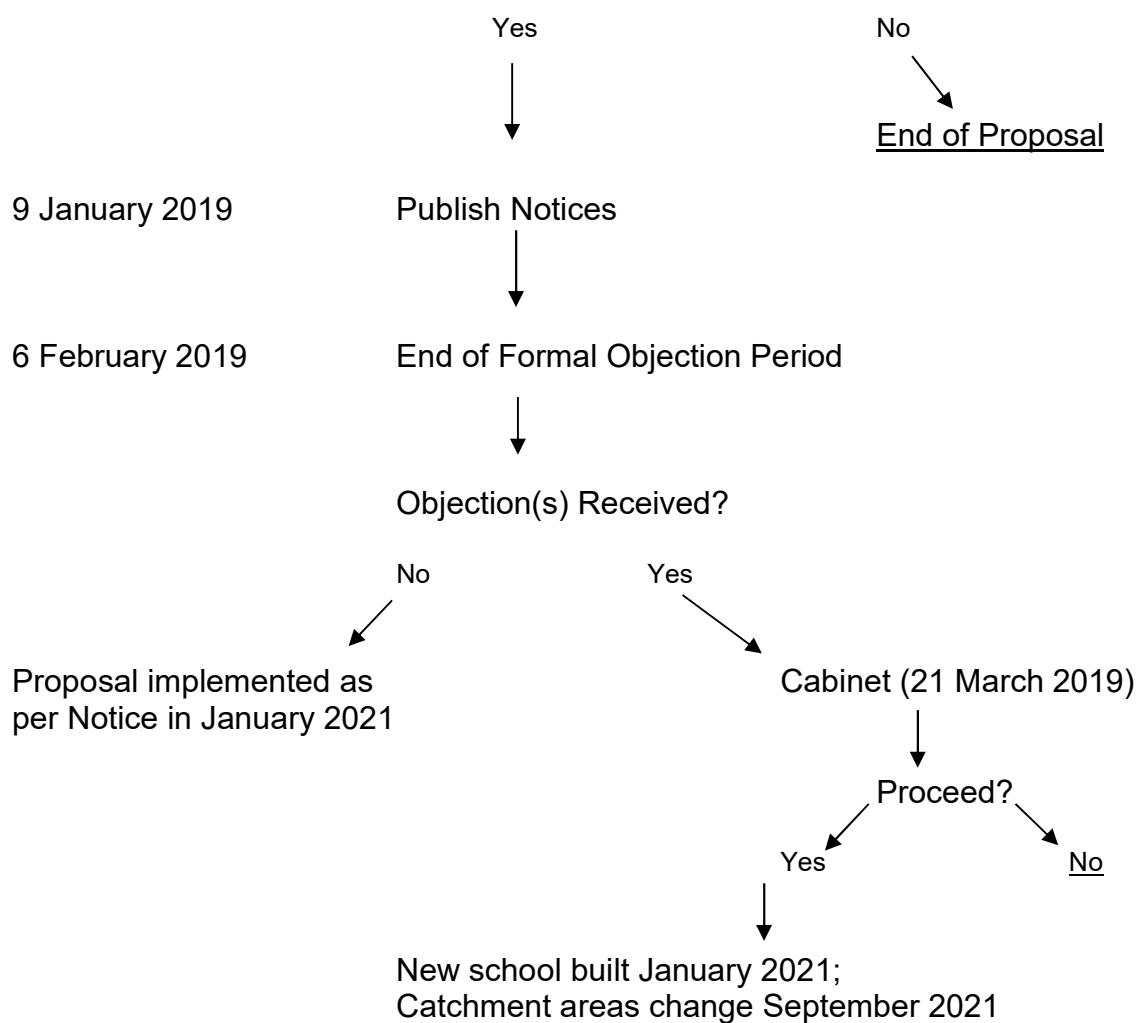 Yes
No
End of Proposal
9 January 2019
Publish Notices
6 February 2019
End of Formal Objection Period
Objection(s) Received?
No
Yes
Proposal implemented as
per Notice in January 2021
Cabinet (21 March 2019)
Proceed?
Yes
No
New school built January 2021;
Catchment areas change September 2021